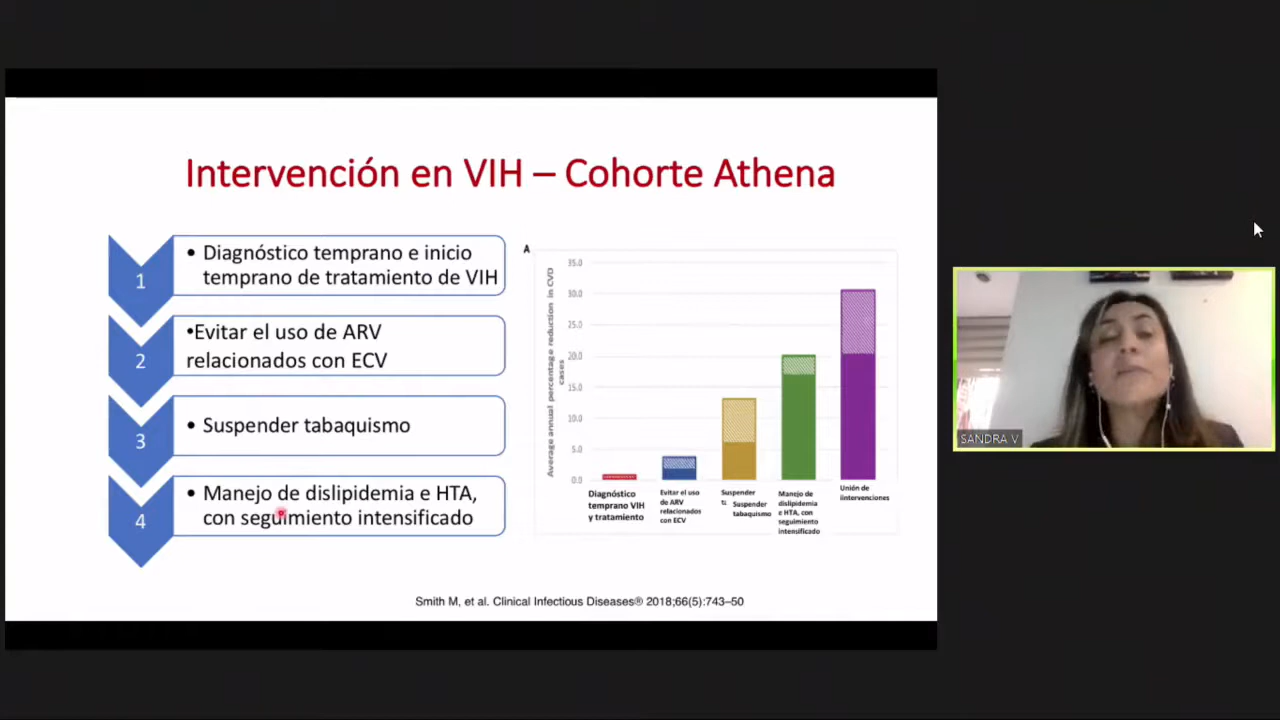 Intervención en VIH – Cohorte Athena
1
• Diagnóstico temprano e inicio
temprano de tratamiento de VIH
2
•Evitar el uso de ARV
relacionados con ECV
3
• Suspender tabaquismo
4
• Manejo de dislipidemia e HTA,
con seguimiento intensificado
A
Average annual percentage reduction in CVD
cases
35.0
30.0
25.0
20.0
15.0
10.0
5.0
0.0
Diagnóstico
temprano VIH
y tratamiento
Evitar el uso
de ARV
relacionados
con ECV
Suspender
Suspender
tabaquismo
Manejo de
dislipidemia
e HTA, con
seguimiento
intensificado
Unión de
iintervenciones
Smith M, et al. Clinical Infectious Diseases® 2018;66(5):743–50
SANDRA V